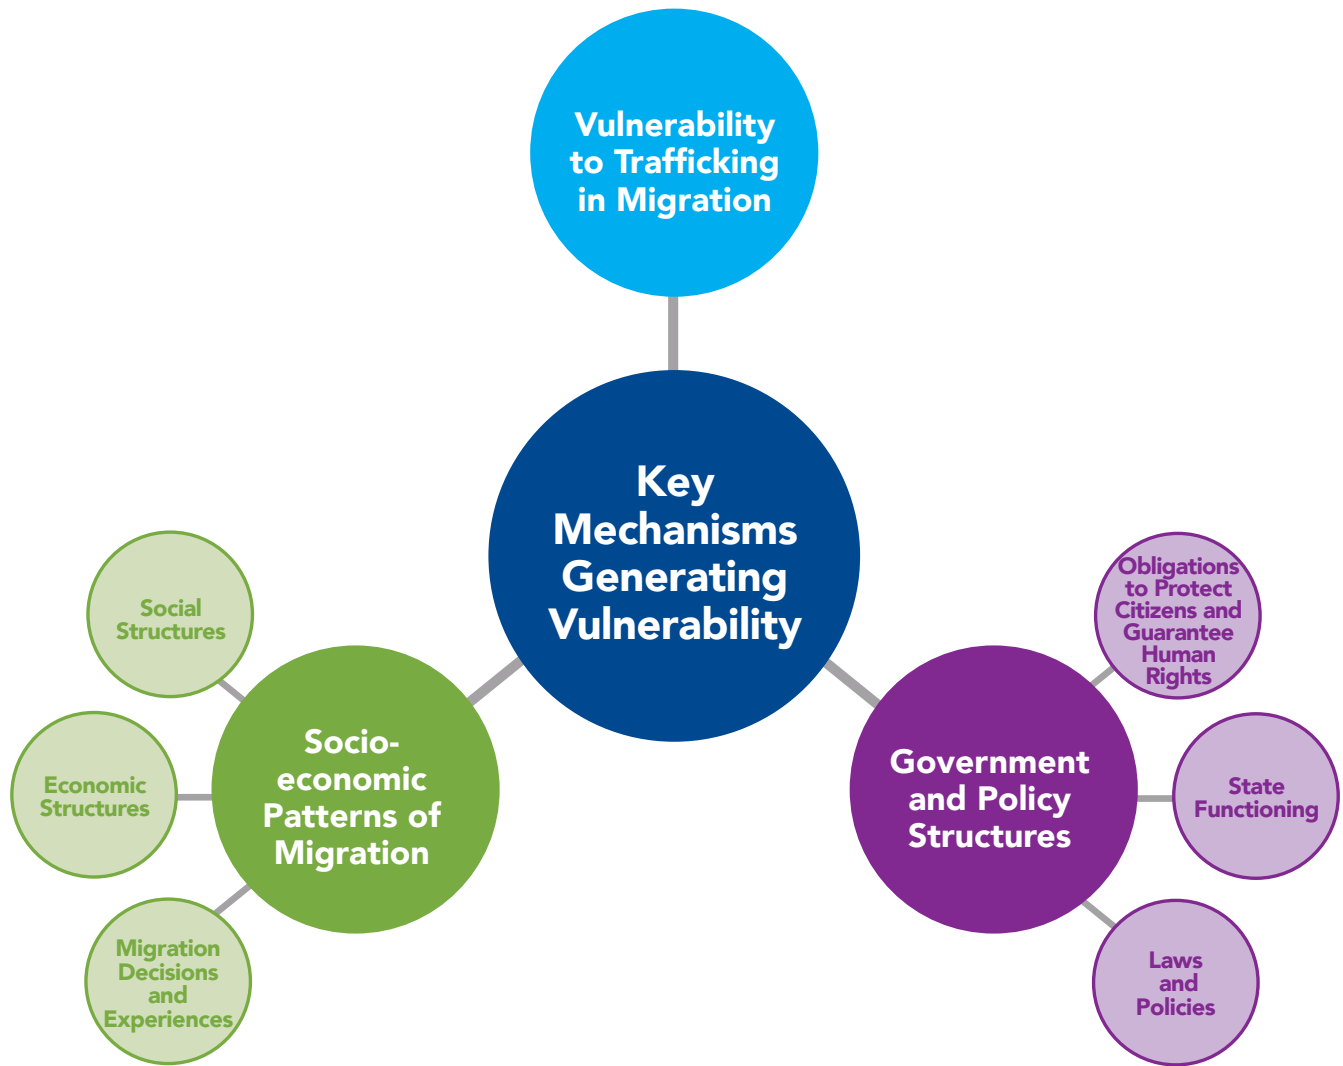 Vulnerability
to Trafficking
in Migration
Key
Mechanisms
Generating
Vulnerability
Social
Structures
Economic
Structures
Migration
Decisions
and
Experiences
Socio-
economic
Patterns of
Migration
Government
and Policy
Structures
Obligations
to Protect
Citizens and
Guarantee
Human
Rights
State
Functioning
Laws
and
Policies